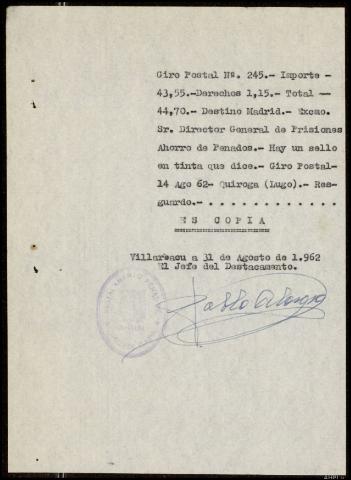 Giro Postal Nº. 245.- Importe -
43,55.-Derechos 1,15.- Total —
44,70.- Destino Madrid.- Excmo.
Sr. Director General de Prisiones
Ahorro de Penados.- Hay un sello
en tinta que dice.- Giro Postal-
14 Ago 62- Quiroga (Lugo).- Res-
guardo.- . . . . . . . . . . . .
ES COPIA
Villarbacu a 31 de Agosto de 1.962
El Jefe del Destacamento.
Pablo